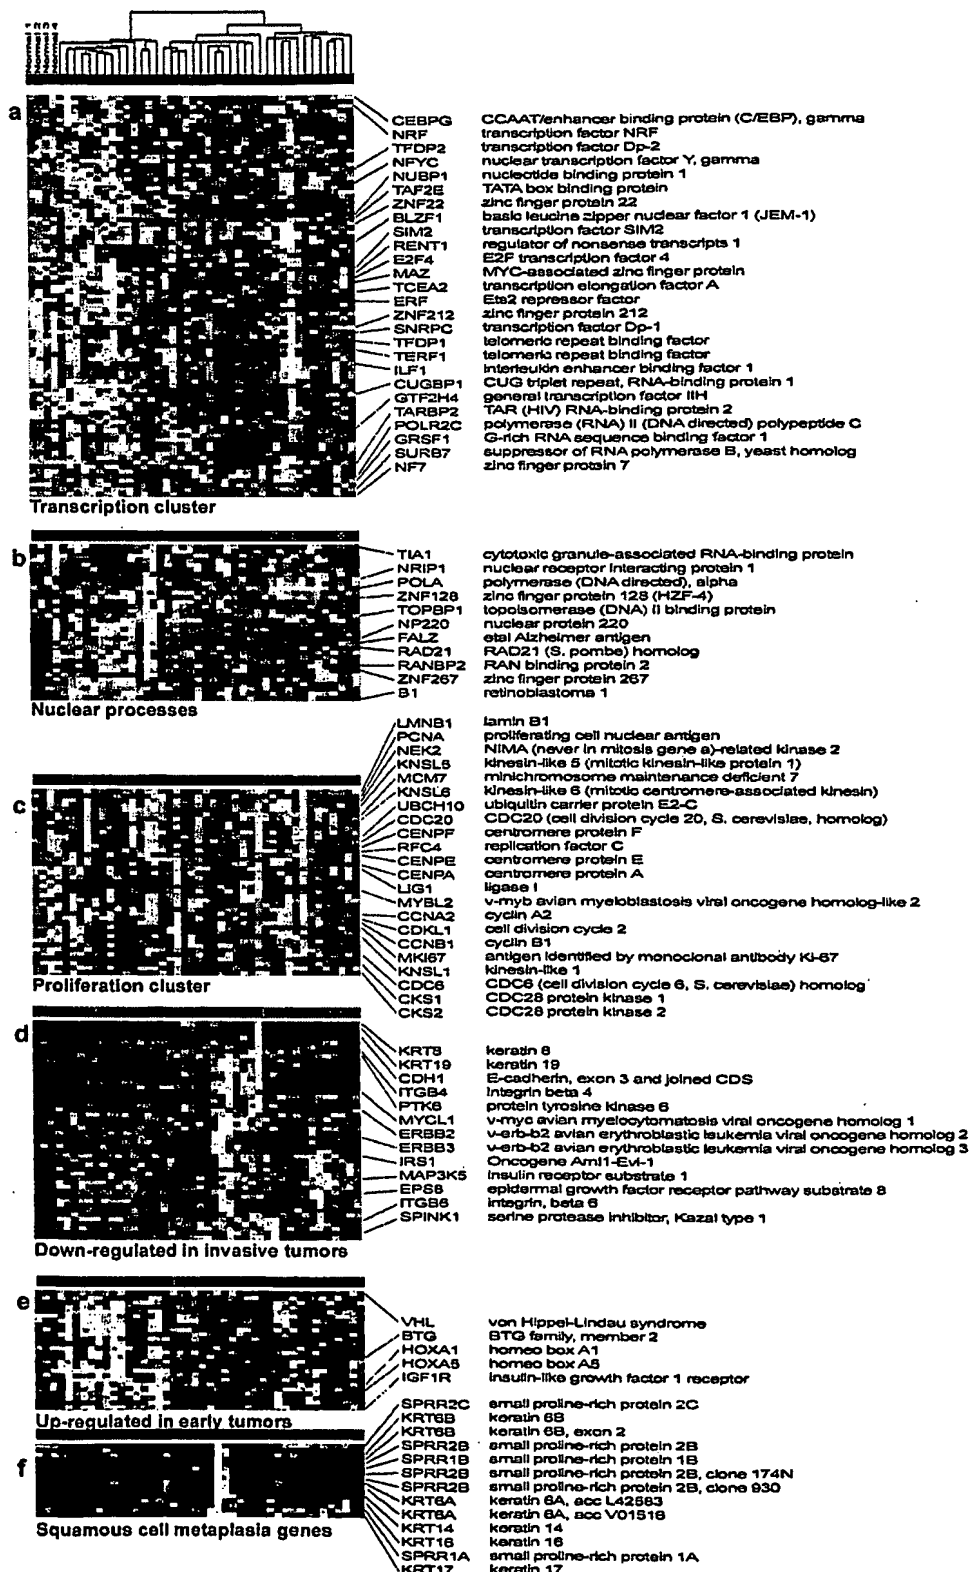 a
CEBPG CCAAT/enhancer binding protein (C/EBP), gamma
NRF transcription factor NRF
TFDP2 transcription factor Dp-2
NFYC nuclear transcription factor Y, gamma
NUBP1 nucleotide binding protein 1
TAF2E TATA box binding protein
ZNF22 zinc finger protein 22
BLZF1 basic leucine zipper nuclear factor 1 (JEM-1)
SIM2 transcription factor SIM2
RENT1 regulator of nonsense transcripts 1
E2F4 E2F transcription factor 4
MAZ MYC-associated zinc finger protein
TCEA2 transcription elongation factor A
ERF Ets2 repressor factor
ZNF212 zinc finger protein 212
SNRPC transcription factor Dp-1
TFDP1 telomeric repeat binding factor
TERF1 telomeric repeat binding factor
ILF1 interleukin enhancer binding factor 1
CUGBP1 CUG triplet repeat, RNA-binding protein 1
GTF2H4 general transcription factor IIH
TARBP2 TAR (HIV) RNA-binding protein 2
POLR2C polymerase (RNA) II (DNA directed) polypeptide C
GRSF1 G-rich RNA sequence binding factor 1
SURB7 suppressor of RNA polymerase B, yeast homolog
NF7 zinc finger protein 7
Transcription cluster
b
TIA1 cytotoxic granule-associated RNA-binding protein
NRIP1 nuclear receptor interacting protein 1
POLA polymerase (DNA directed), alpha
ZNF128 zinc finger protein 128 (HZF-4)
TOPBP1 topoisomerase (DNA) II binding protein
NP220 nuclear protein 220
FALZ etal Alzheimer antigen
RAD21 RAD21 (S. pombe) homolog
RANBP2 RAN binding protein 2
ZNF267 zinc finger protein 267
B1 retinoblastoma 1
Nuclear processes
c
LMNB1 lamin B1
PCNA proliferating cell nuclear antigen
NEK2 NIMA (never in mitosis gene a)-related kinase 2
KNSL5 kinesin-like 5 (mitotic kinesin-like protein 1)
MCM7 minichromosome maintenance deficient 7
KNSL6 kinesin-like 6 (mitotic centromere-associated kinesin)
UBCH10 ubiquitin carrier protein E2-C
CDC20 CDC20 (cell division cycle 20, S. cerevisiae, homolog)
CENPF centromere protein F
RFC4 replication factor C
CENPE centromere protein E
CENPA centromere protein A
LIG1 ligase I
MYBL2 v-myb avian myeloblastosis viral oncogene homolog-like 2
CCNA2 cyclin A2
CDKL1 cell division cycle 2
CCNB1 cyclin B1
MKI67 antigen identified by monoclonal antibody Ki-67
KNSL1 kinesin-like 1
CDC6 CDC6 (cell division cycle 6, S. cerevisiae) homolog
CKS1 CDC28 protein kinase 1
CKS2 CDC28 protein kinase 2
Proliferation cluster
d
KRT8 keratin 8
KRT19 keratin 19
CDH1 E-cadherin, exon 3 and joined CDS
ITGB4 integrin beta 4
PTK6 protein tyrosine kinase 6
MYCL1 v-myc avian myelocytomatosis viral oncogene homolog 1
ERBB2 v-erb-b2 avian erythroblastic leukemia viral oncogene homolog 2
ERBB3 v-erb-b2 avian erythroblastic leukemia viral oncogene homolog 3
IRS1 Oncogene Aml1-Evi-1
MAP3K5 insulin receptor substrate 1
EPS8 epidermal growth factor receptor pathway substrate 8
ITGB6 integrin, beta 6
SPINK1 serine protease inhibitor, Kazal type 1
Down-regulated in invasive tumors
e
VHL von Hippel-Lindau syndrome
BTG BTG family, member 2
HOXA1 homeo box A1
HOXA5 homeo box A5
IGF1R insulin-like growth factor 1 receptor
Up-regulated in early tumors
f
SPRR2C small proline-rich protein 2C
KRT6B keratin 6B
KRT6B keratin 6B, exon 2
SPRR2B small proline-rich protein 2B
SPRR1B small proline-rich protein 1B
SPRR2B small proline-rich protein 2B, clone 174N
SPRR2B small proline-rich protein 2B, clone 930
KRT6A keratin 6A, acc L42583
KRT6A keratin 6A, acc V01516
KRT14 keratin 14
KRT16 keratin 16
SPRR1A small proline-rich protein 1A
KRT17 keratin 17
Squamous cell metaplasia genes